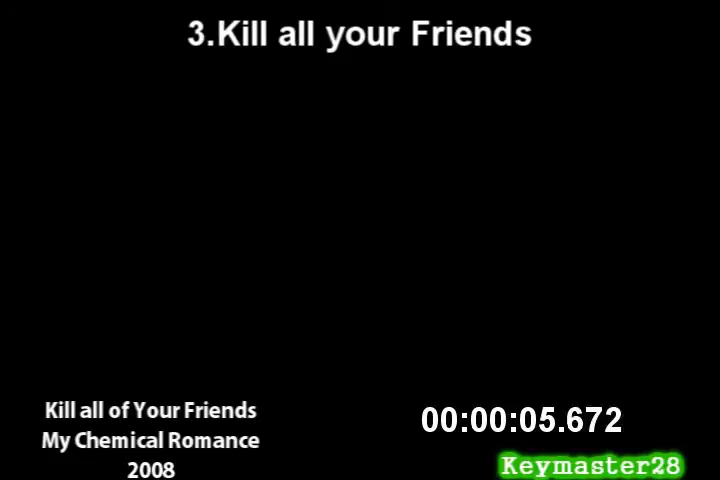 3.Kill all your Friends
Kill all of Your Friends
My Chemical Romance
2008
00:00:05.672
Keymaster28